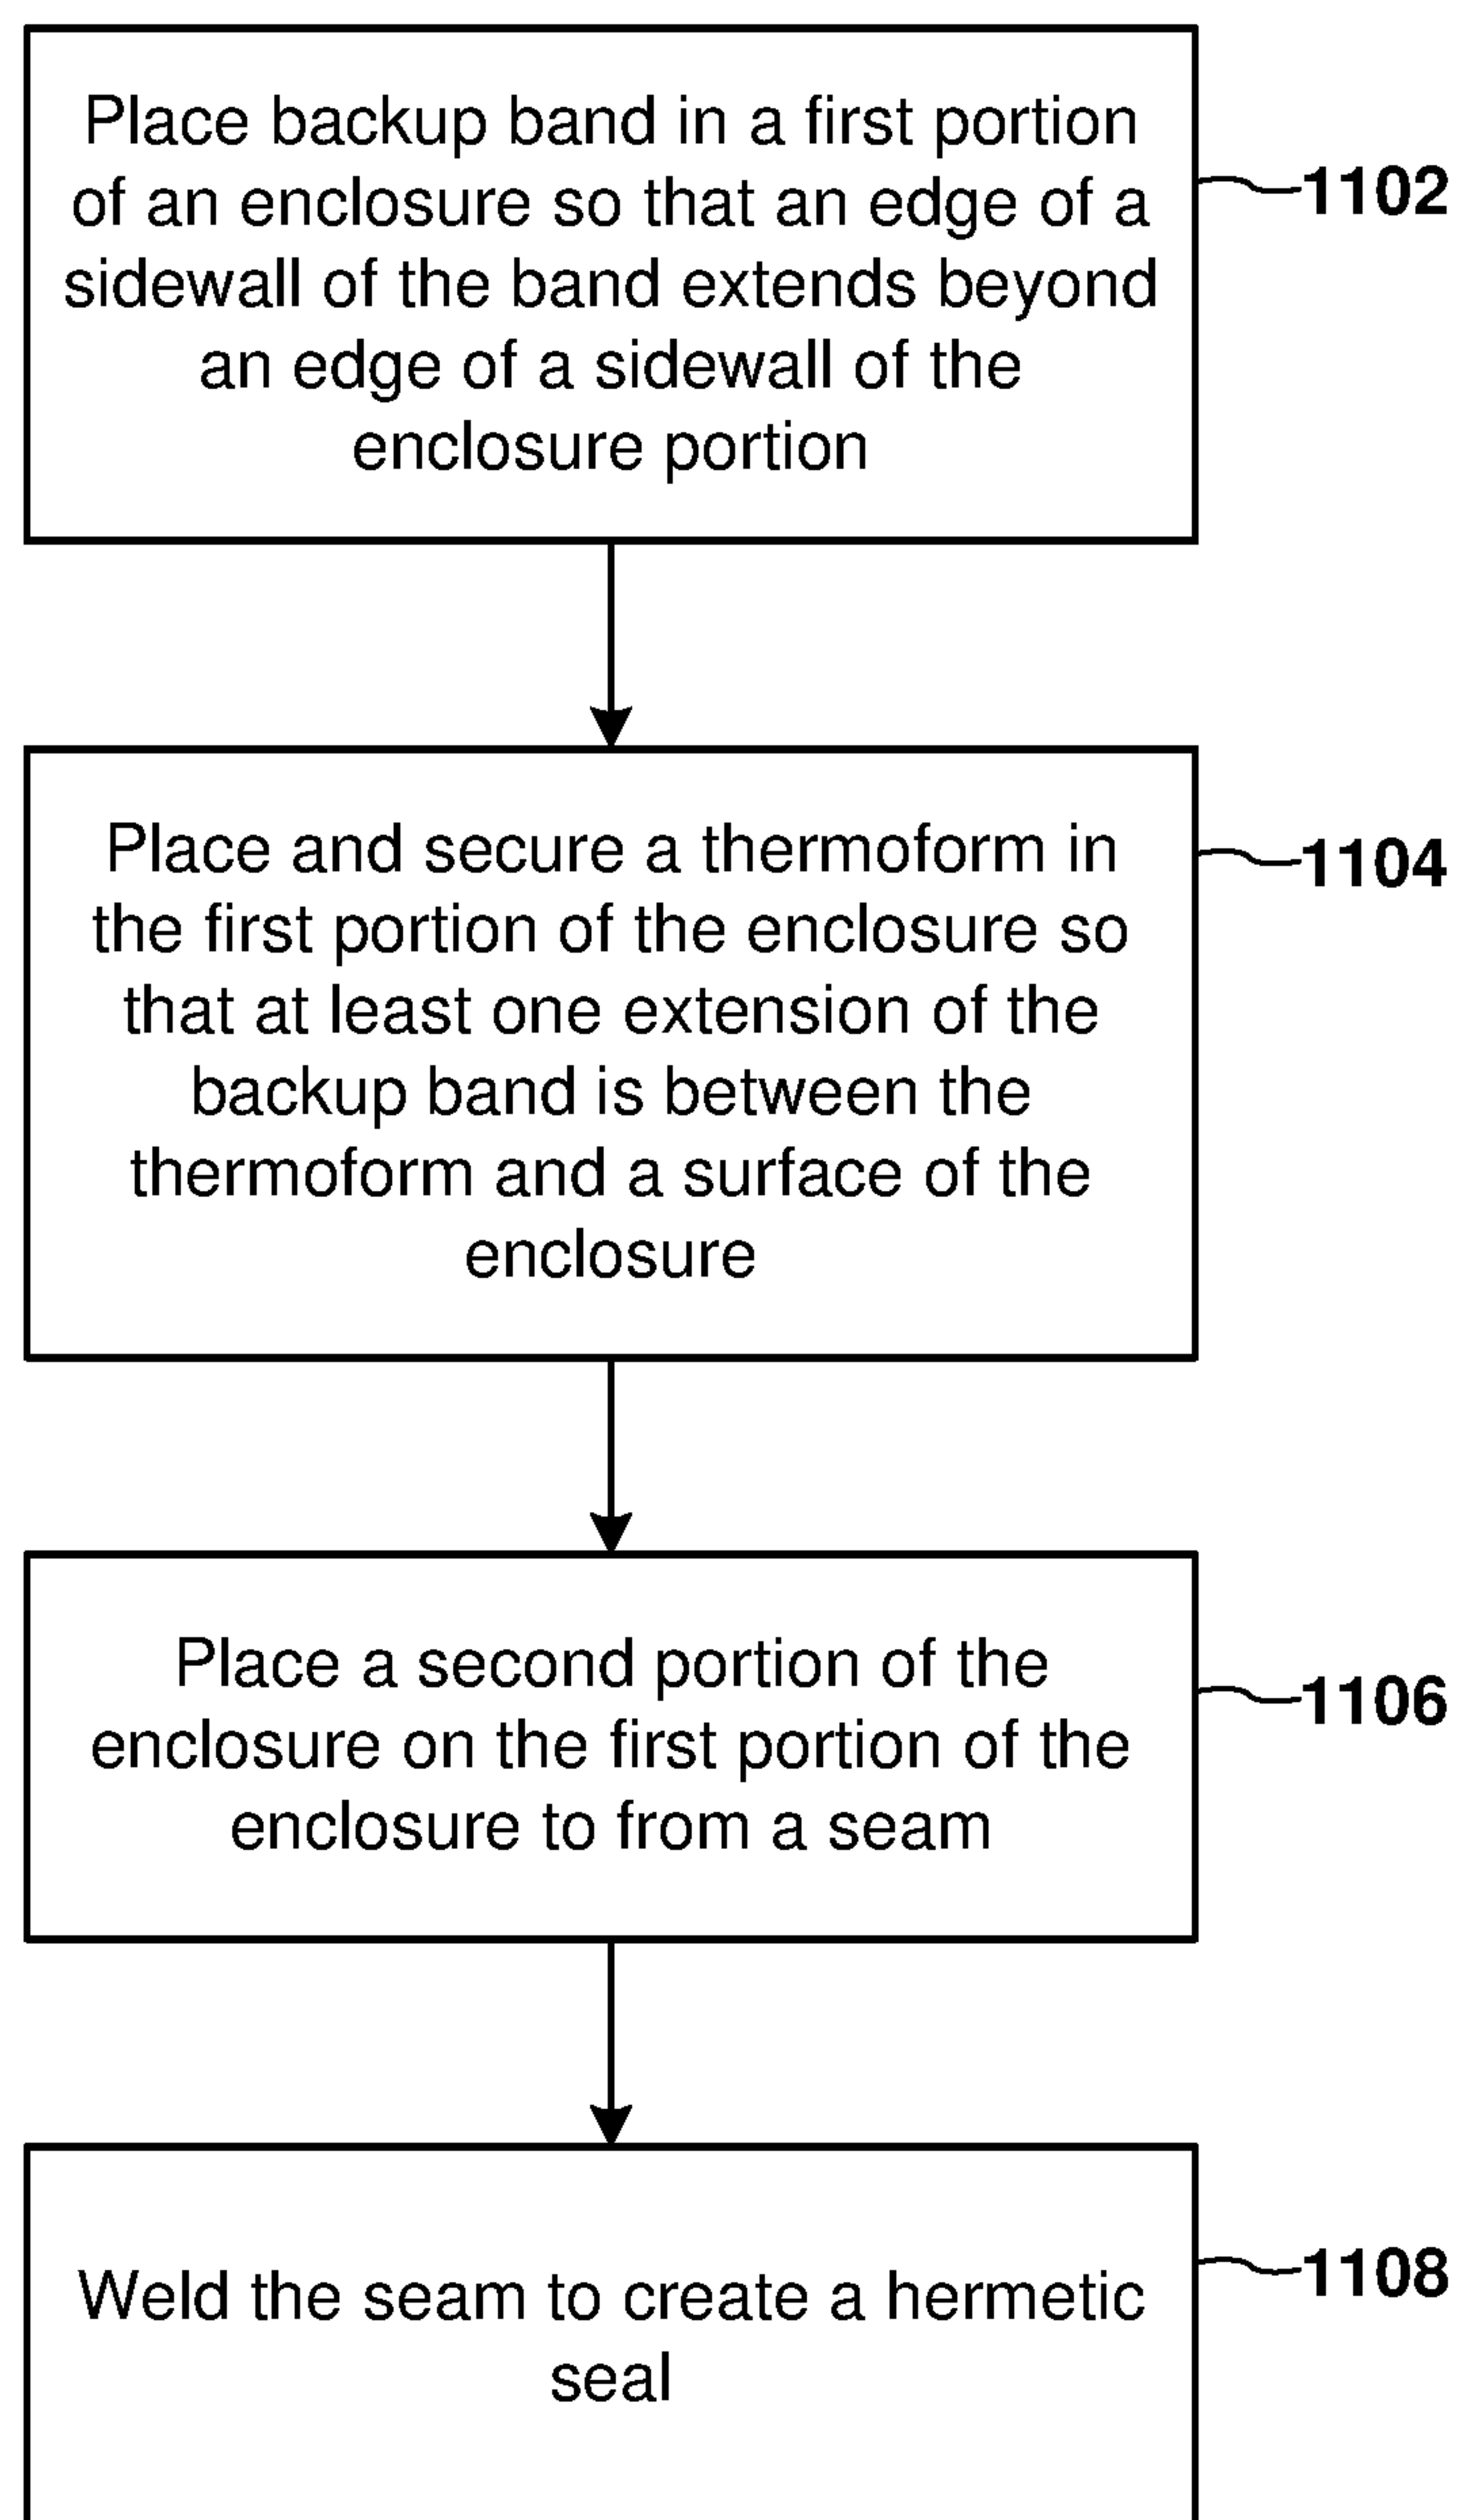 Place backup band in a first portion
of an enclosure so that an edge of a
sidewall of the band extends beyond
an edge of a sidewall of the
enclosure portion
1102
Place and secure a thermoform in
the first portion of the enclosure so
that at least one extension of the
backup band is between the
thermoform and a surface of the
enclosure
1104
Place a second portion of the
enclosure on the first portion of the
enclosure to from a seam
1106
Weld the seam to create a hermetic
seal
1108